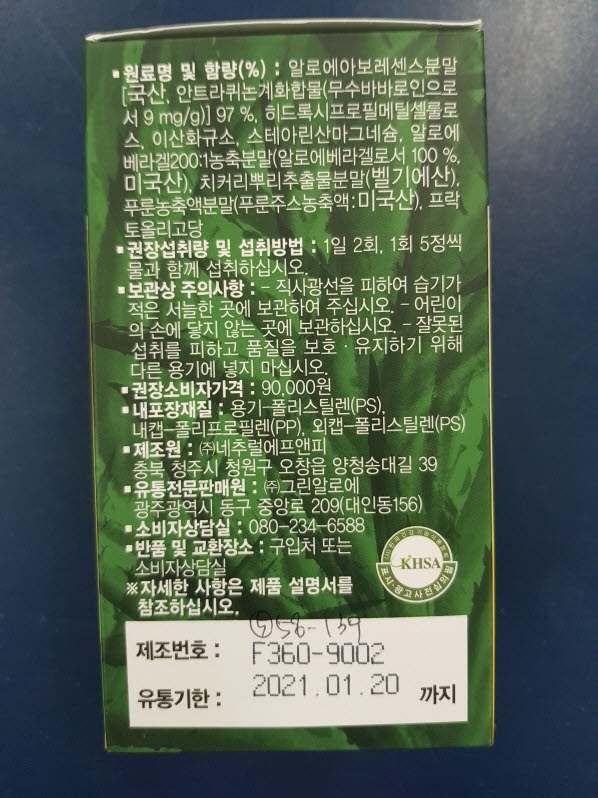 ▪원료명 및 함량(%) : 알로에아보레센스분말
[국산, 안트라퀴논계화합물(무수바바로인으로
서 9 mg/g)] 97 %, 히드록시프로필메틸셀룰로
스, 이산화규소, 스테아린산마그네슘, 알로에
베라겔200:1농축분말(알로에베라겔로서 100 %,
미국산), 치커리뿌리추출물분말(벨기에산),
푸룬농축액분말(푸룬주스농축액:미국산), 프락
토올리고당
▪권장섭취량 및 섭취방법 : 1일 2회, 1회 5정씩
물과 함께 섭취하십시오.
▪보관상 주의사항 : - 직사광선을 피하여 습기가
적은 서늘한 곳에 보관하여 주십시오. - 어린이
의 손에 닿지 않는 곳에 보관하십시오. - 잘못된
섭취를 피하고 품질을 보호·유지하기 위해
다른 용기에 넣지 마십시오.
▪권장소비자가격 : 90,000원
▪내포장재질 : 용기-폴리스틸렌(PS),
내캡-폴리프로필렌(PP), 외캡-폴리스틸렌(PS)
▪제조원 : ㈜네추럴에프앤피
충북 청주시 청원구 오창읍 양청송대길 39
▪유통전문판매원 : ㈜그린알로에
광주광역시 동구 중앙로 209(대인동156)
▪소비자상담실 : 080-234-6588
▪반품 및 교환장소 : 구입처 또는
소비자상담실
※자세한 사항은 제품 설명서를
참조하십시오.
KHSA
표시·광고사전심의필
58-139
제조번호 : F360-9002
유통기한 : 2021.01.20 까지